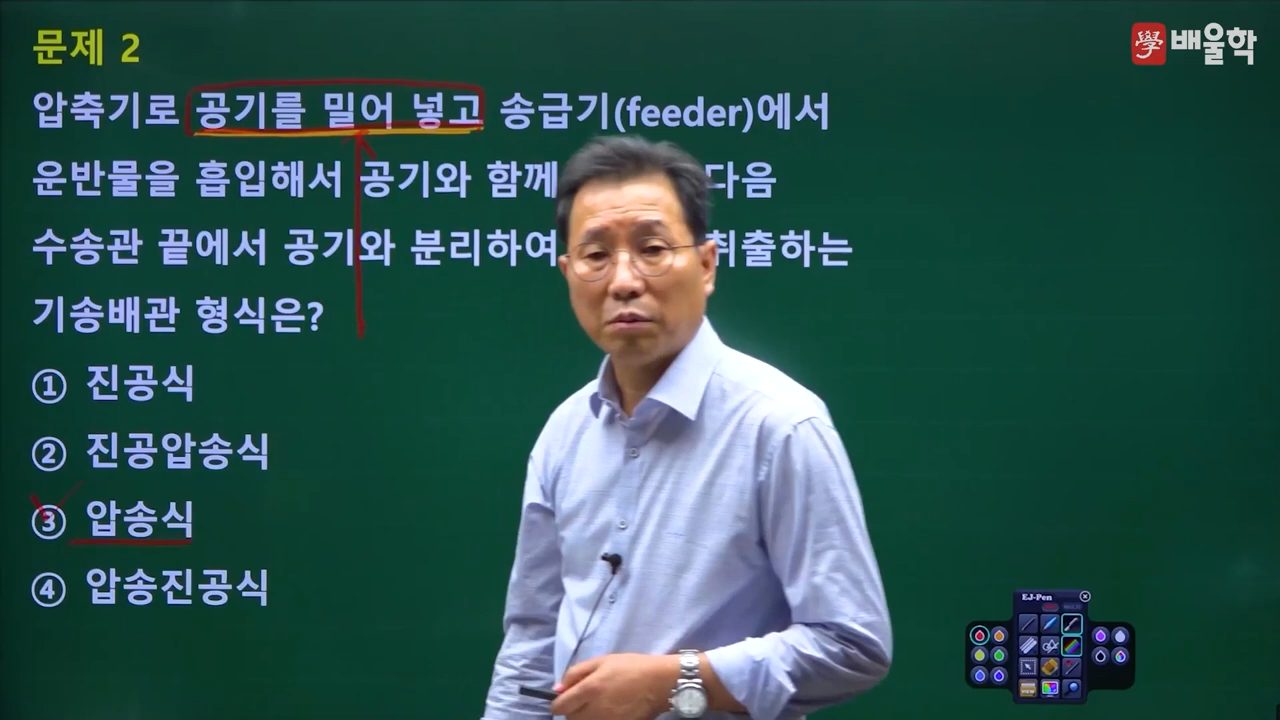 문제 2
學 배울학
압축기로 공기를 밀어 넣고 송급기(feeder)에서
운반물을 흡입해서 공기와 함께 다음
수송관 끝에서 공기와 분리하여 취출하는
기송배관 형식은?
① 진공식
② 진공압송식
③ 압송식
④ 압송진공식
EJ-Pen
VIEW